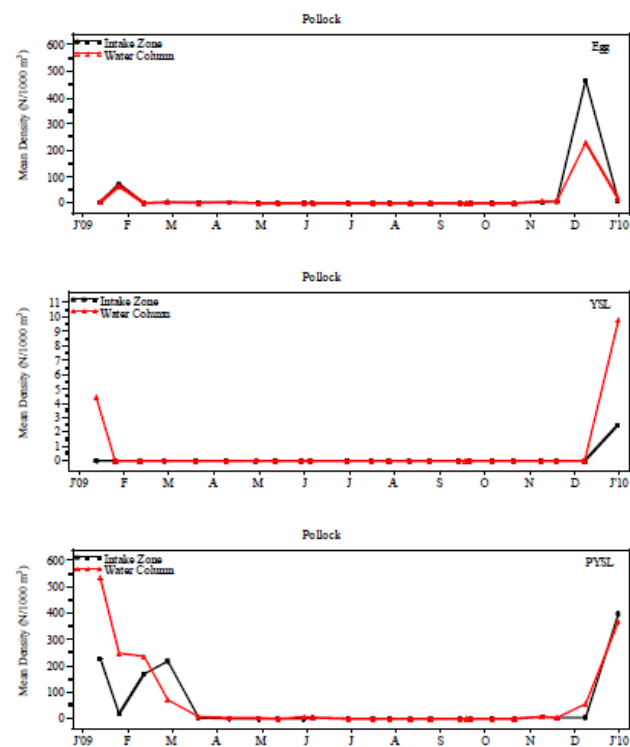 Pollock
Intake Zone
Water Column
Egg
Mean Density (N/1000 m³)
600
500
400
300
200
100
0
J'09 F M A M J J A S O N D J'10
Pollock
Intake Zone
Water Column
YSL
Mean Density (N/1000 m³)
11
10
9
8
7
6
5
4
3
2
1
0
J'09 F M A M J J A S O N D J'10
Pollock
Intake Zone
Water Column
PYSL
Mean Density (N/1000 m³)
600
500
400
300
200
100
0
J'09 F M A M J J A S O N D J'10